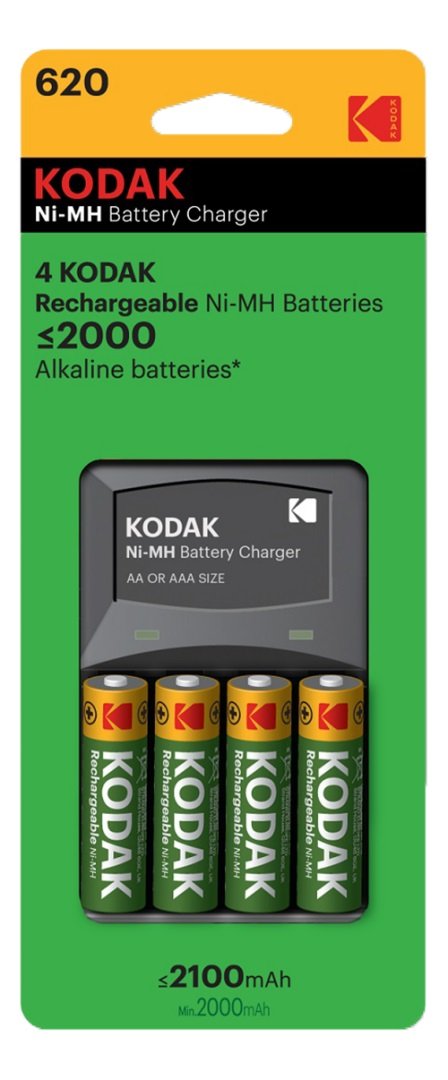 620
KODAK
KODAK
Ni-MH Battery Charger
4 KODAK
Rechargeable Ni-MH Batteries
≤2000
Alkaline batteries*
KODAK
Ni-MH Battery Charger
AA OR AAA SIZE
KODAK
Rechargeable Ni-MH
KODAK
Rechargeable Ni-MH
KODAK
Rechargeable Ni-MH
KODAK
Rechargeable Ni-MH
≤2100mAh
Min.2000mAh